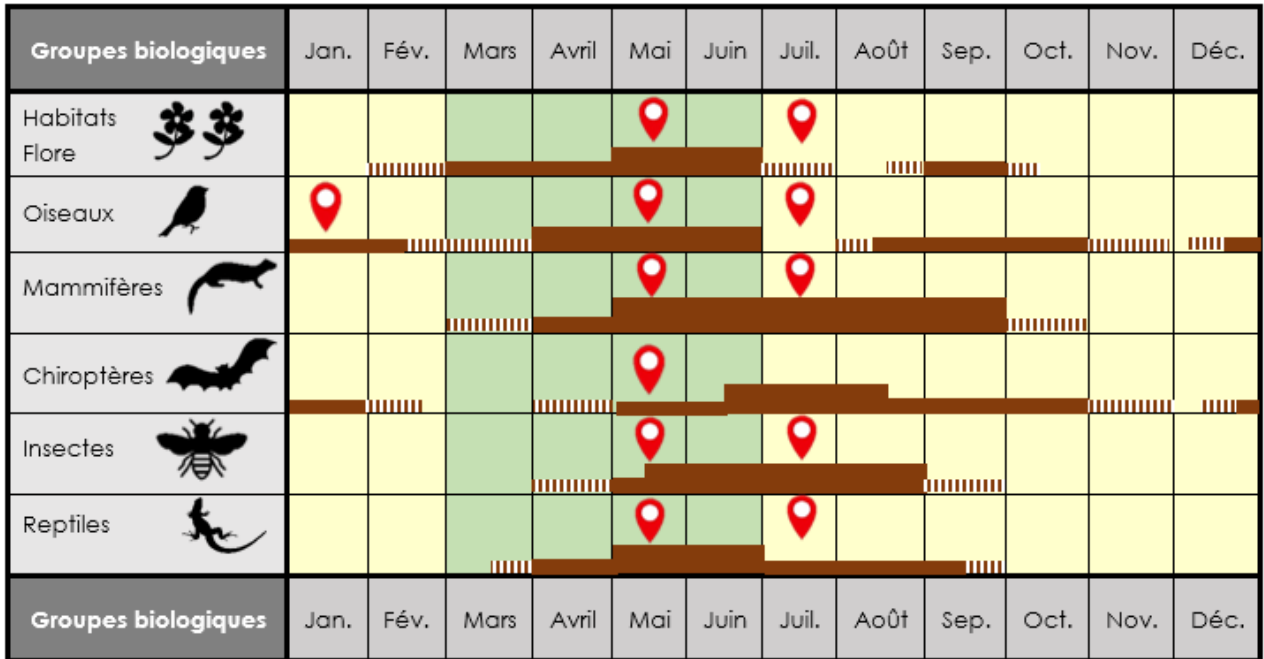 Groupes biologiques Jan. Fév. Mars Avril Mai Juin Juil. Août Sep. Oct. Nov. Déc.
Habitats
Flore
Oiseaux
Mammifères
Chiroptères
Insectes
Reptiles
Groupes biologiques Jan. Fév. Mars Avril Mai Juin Juil. Août Sep. Oct. Nov. Déc.